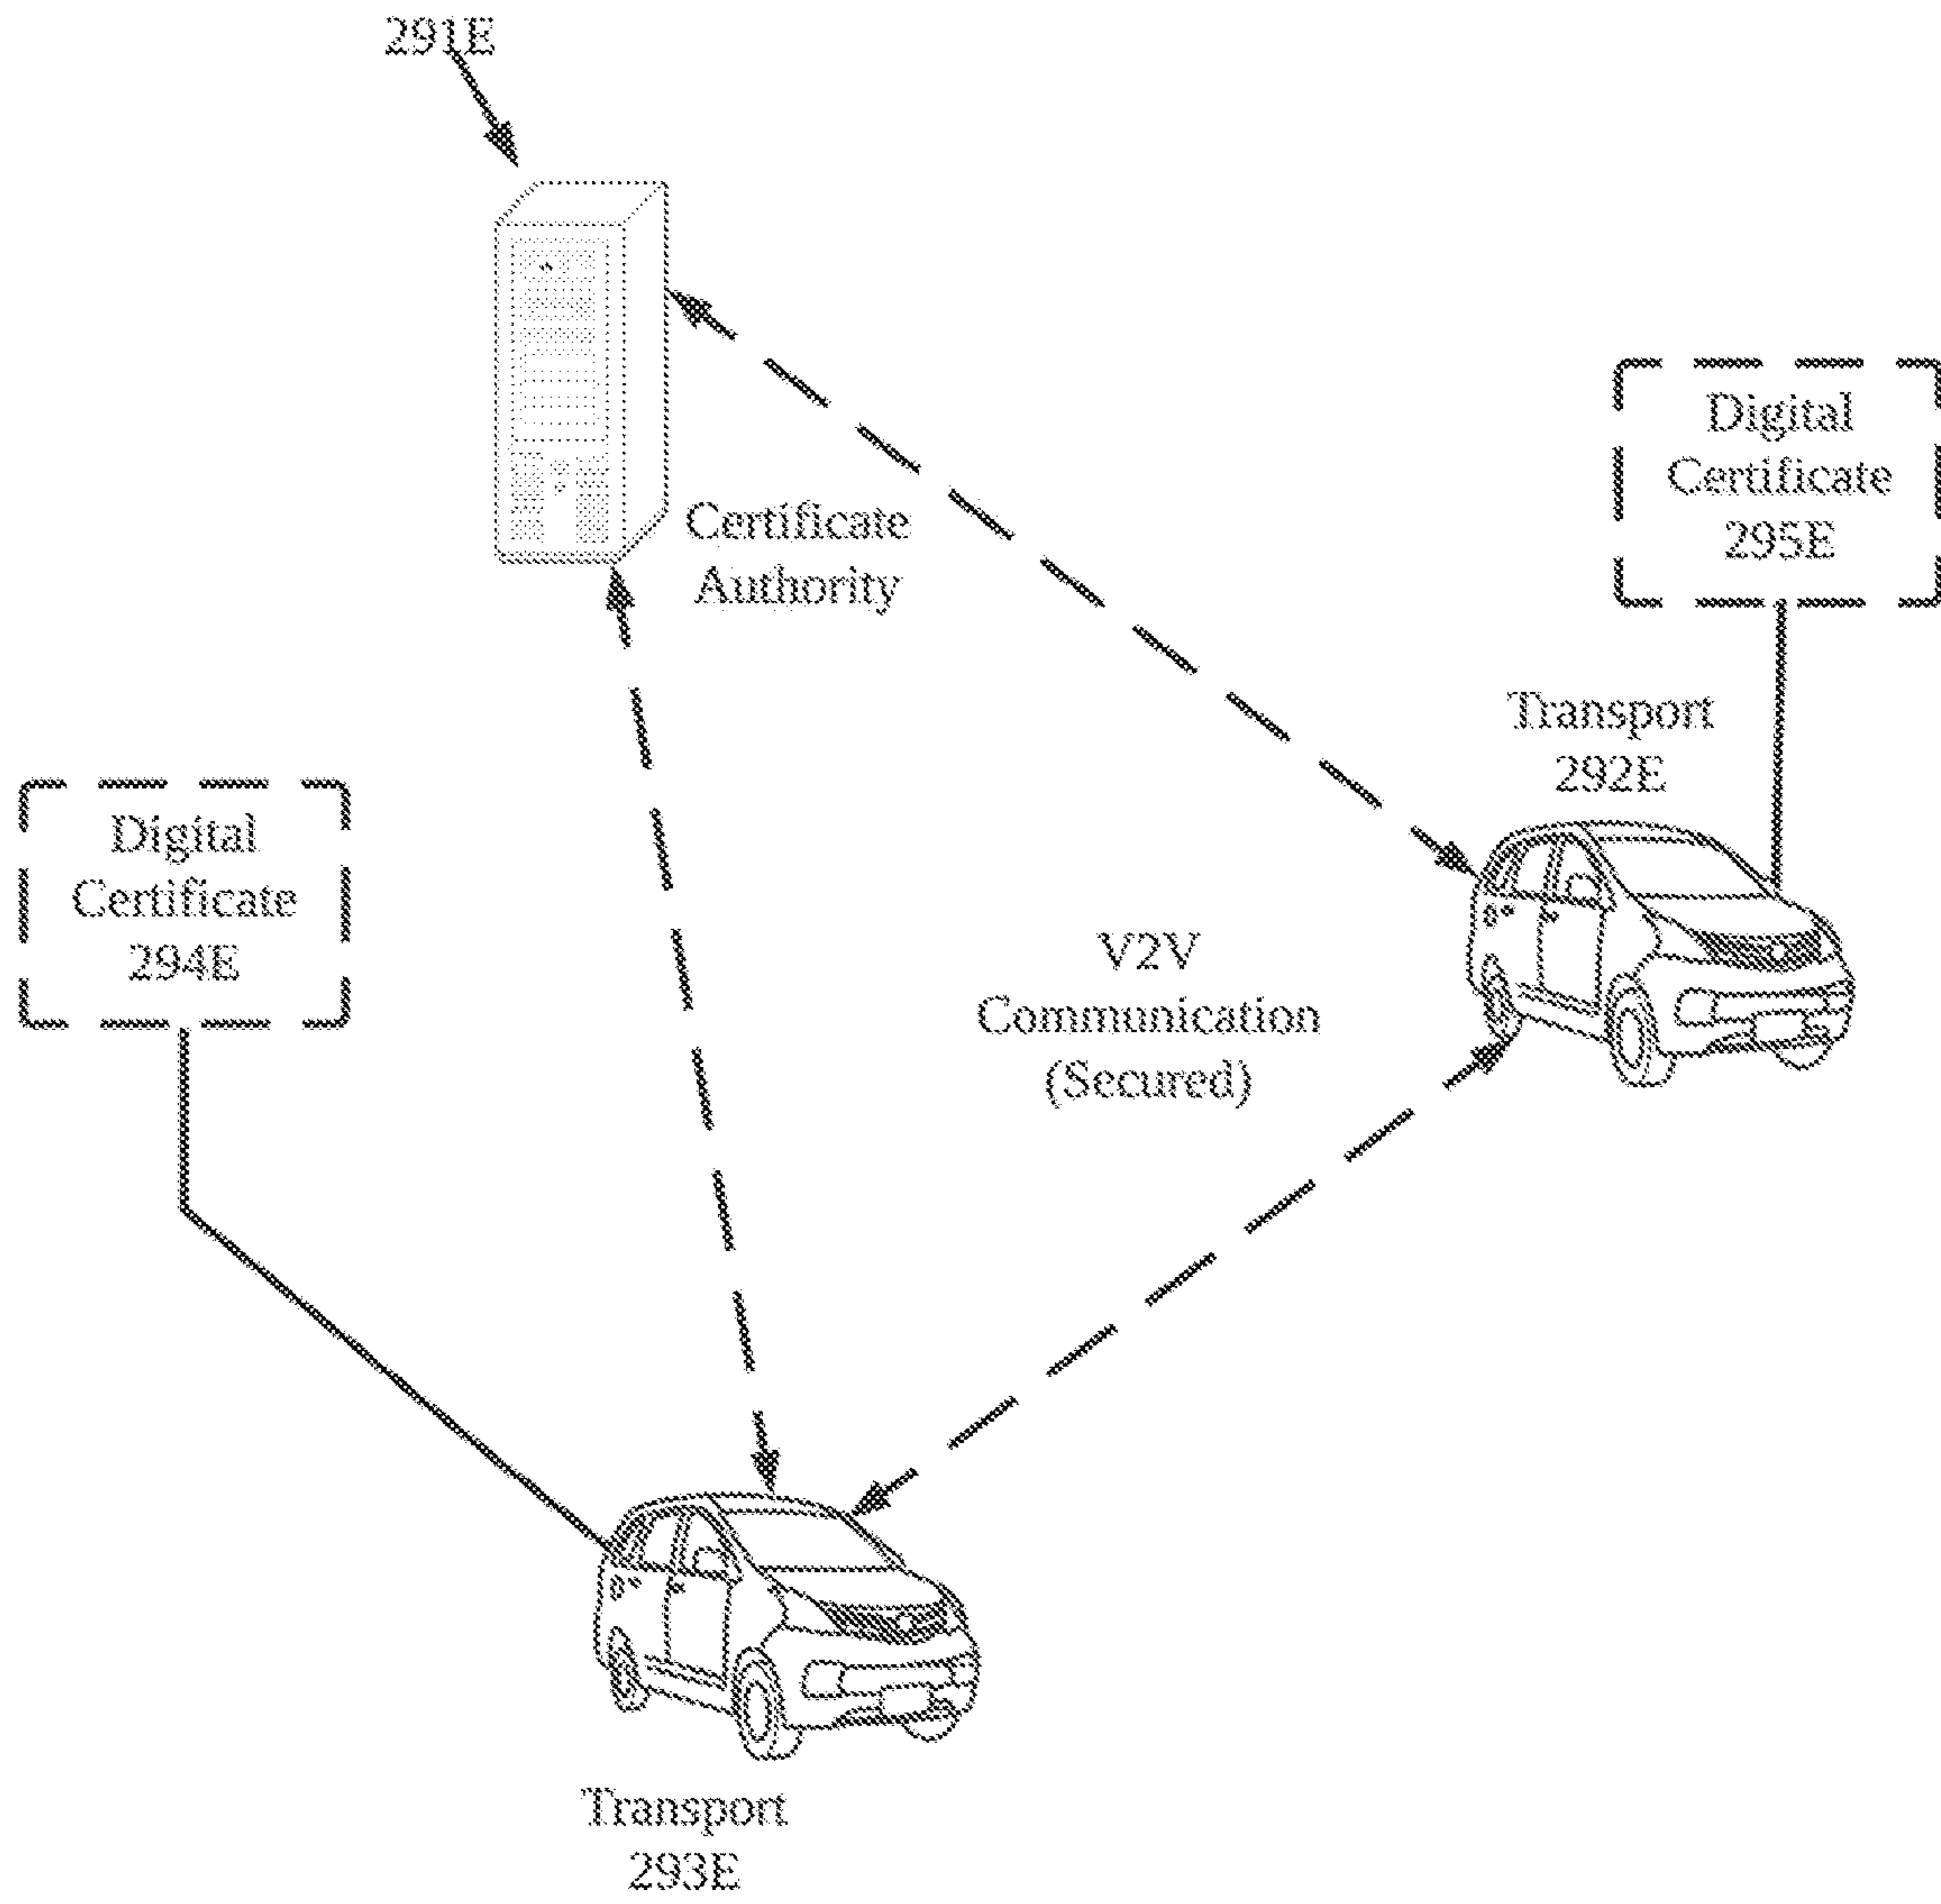 291E
Certificate
Authority
Digital
Certificate
295E
Transport
292E
Digital
Certificate
294E
V2V
Communication
(Secured)
Transport
293E